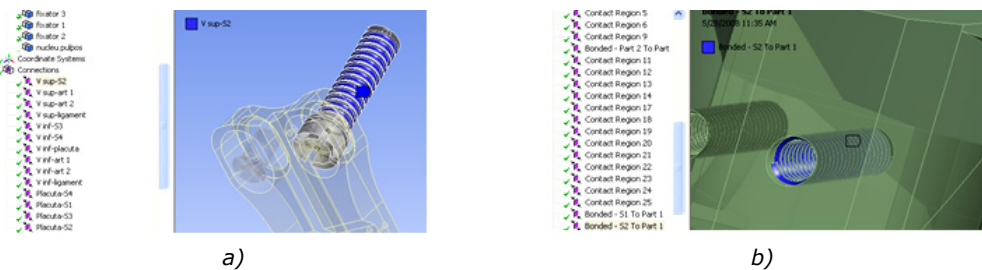 fixator 3
fixator 1
fixator 2
nucleu pulpos
Coordinate Systems
Connections
V sup-S2
V sup-art 1
V sup-art 2
V sup-ligament
V inf-S3
V inf-S4
V inf-placuta
V inf-art 1
V inf-art 2
V inf-ligament
Placuta-S4
Placuta-S1
Placuta-S3
Placuta-S2
V sup-S2
a)
Contact Region 5
Contact Region 6
Contact Region 9
Bonded - Part 2 To Part
Contact Region 11
Contact Region 12
Contact Region 13
Contact Region 14
Contact Region 17
Contact Region 18
Contact Region 19
Contact Region 20
Contact Region 21
Contact Region 22
Contact Region 23
Contact Region 24
Contact Region 25
Bonded - S1 To Part 1
Bonded - S2 To Part 1
Bonded - S2 To Part 1
5/28/2008 11:35 AM
Bonded - S2 To Part 1
b)